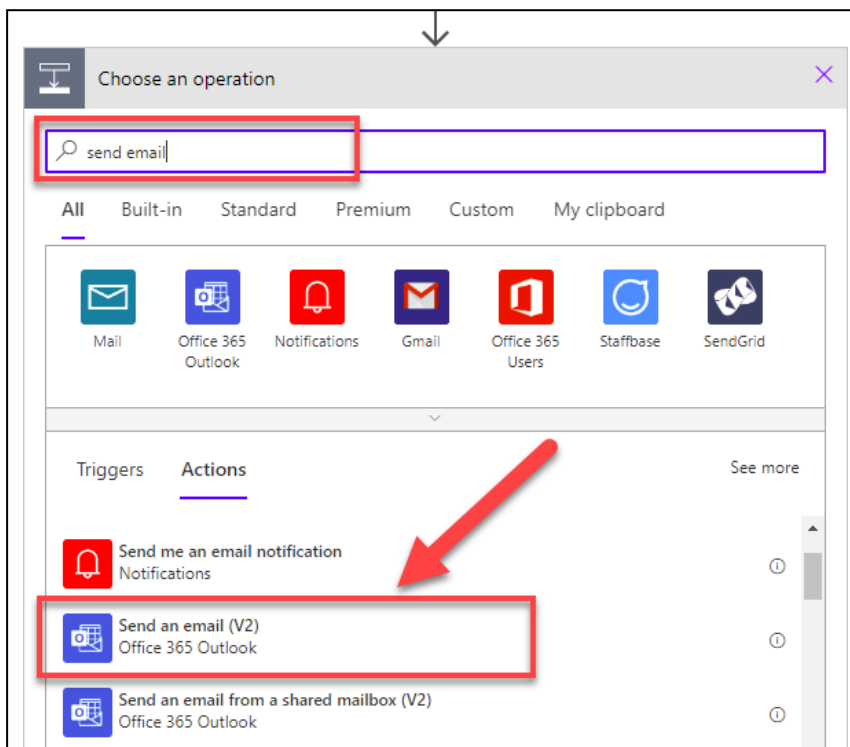 Choose an operation
send email
All Built-in Standard Premium Custom My clipboard
Mail
Office 365
Outlook
Notifications
Gmail
Office 365
Users
Staffbase
SendGrid
Triggers Actions See more
Send me an email notification
Notifications
Send an email (V2)
Office 365 Outlook
Send an email from a shared mailbox (V2)
Office 365 Outlook